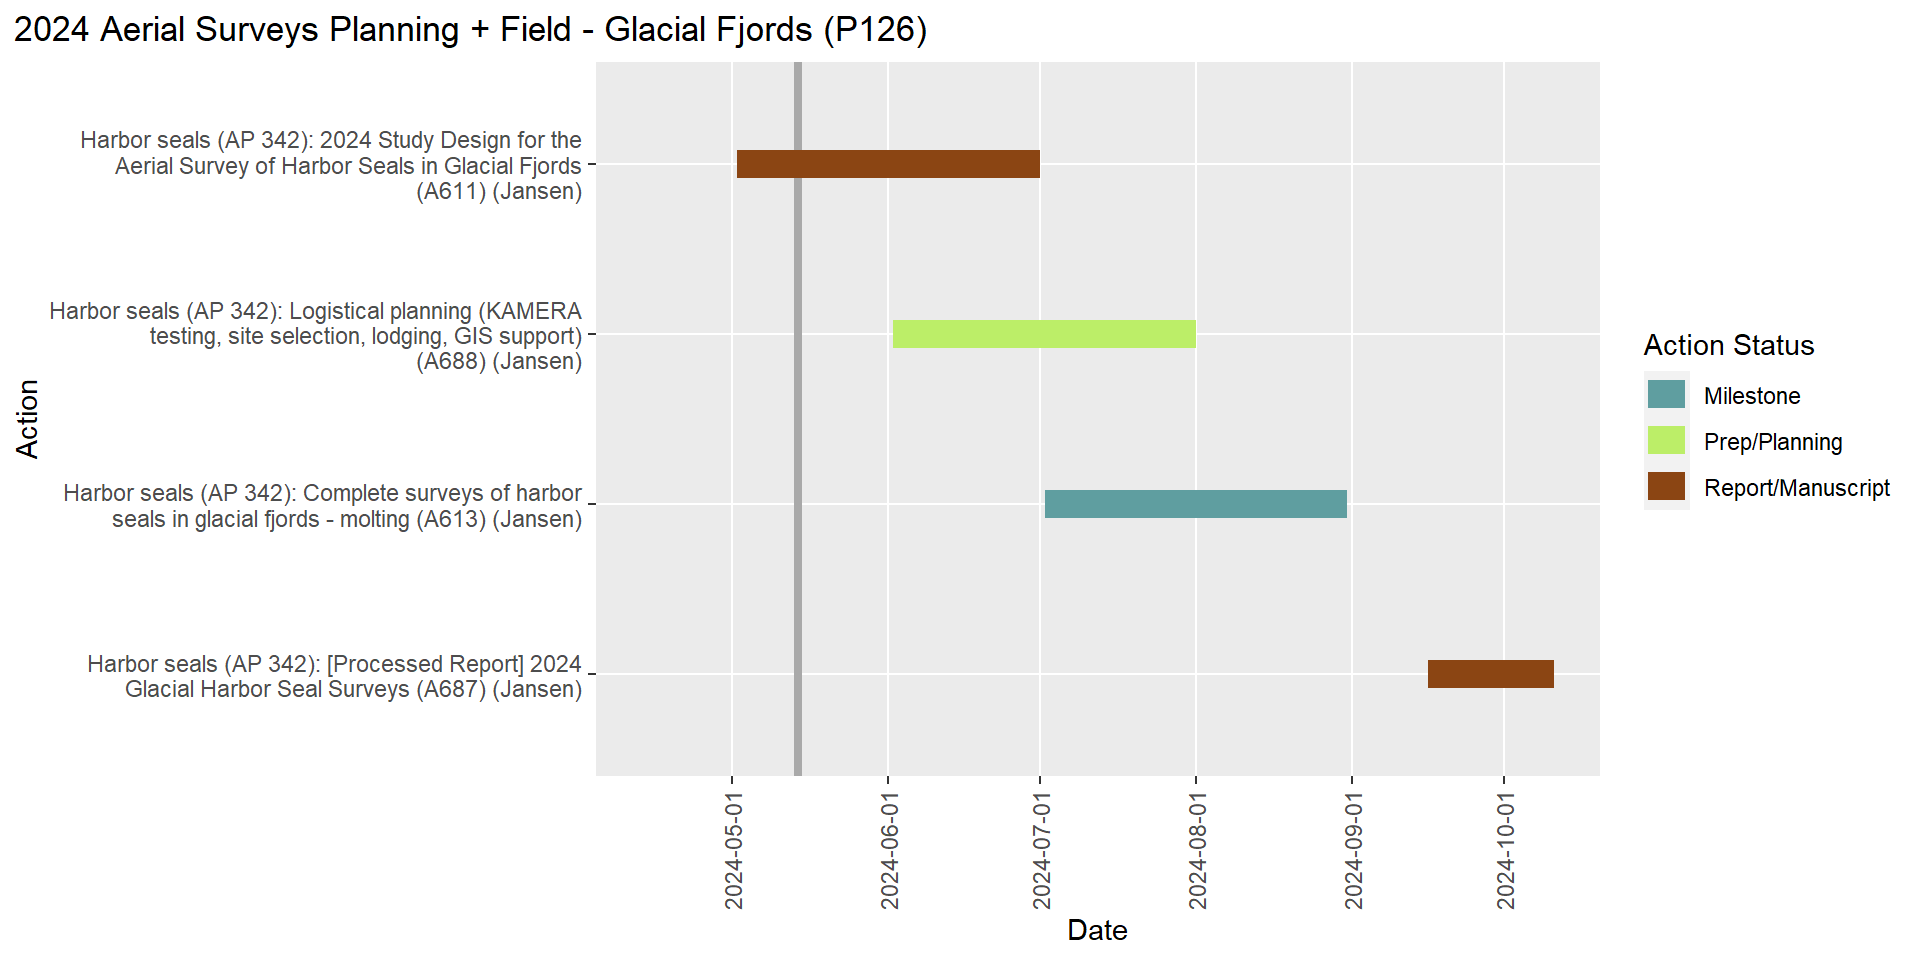 2024 Aerial Surveys Planning + Field - Glacial Fjords (P126)
Action
Harbor seals (AP 342): 2024 Study Design for the
Aerial Survey of Harbor Seals in Glacial Fjords
(A611) (Jansen)
Harbor seals (AP 342): Logistical planning (KAMERA
testing, site selection, lodging, GIS support)
(A688) (Jansen)
Harbor seals (AP 342): Complete surveys of harbor
seals in glacial fjords - molting (A613) (Jansen)
Harbor seals (AP 342): [Processed Report] 2024
Glacial Harbor Seal Surveys (A687) (Jansen)
2024-05-01
2024-06-01
2024-07-01
2024-08-01
2024-09-01
2024-10-01
Date
Action Status
Milestone
Prep/Planning
Report/Manuscript